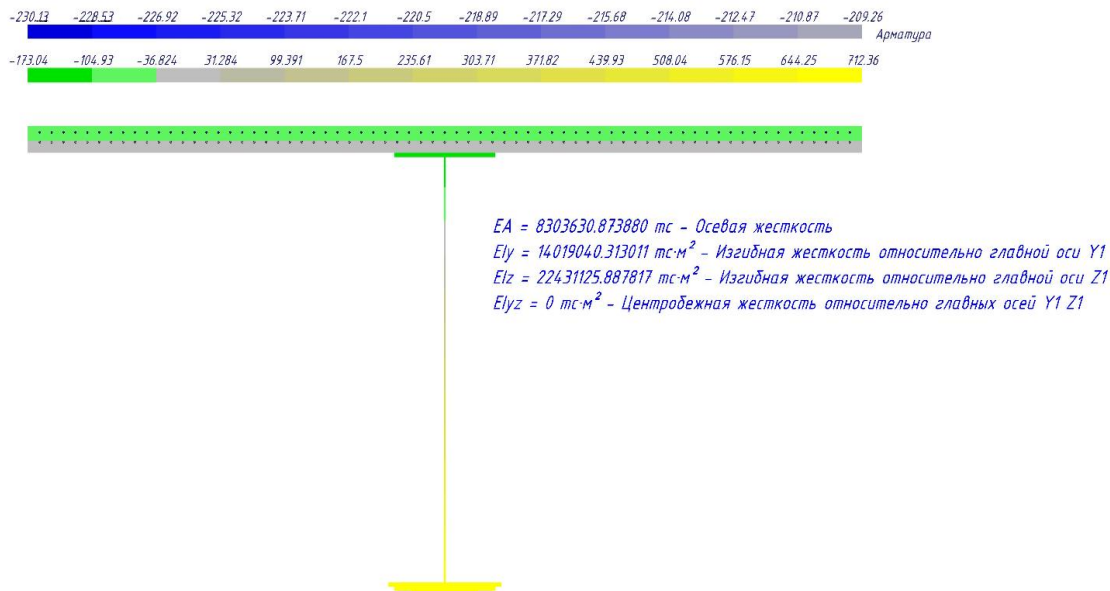 -230.13 -228.53 -226.92 -225.32 -223.71 -222.1 -220.5 -218.89 -217.29 -215.68 -214.08 -212.47 -210.87 -209.26
Арматура
-173.04 -104.93 -36.824 31.284 99.391 167.5 235.61 303.71 371.82 439.93 508.04 576.15 644.25 712.36
EA = 8303630.873880 тс - Осевая жесткость
EIy = 14019040.313011 тс·м² - Изгибная жесткость относительно главной оси Y1
EIz = 22431125.887817 тс·м² - Изгибная жесткость относительно главной оси Z1
EIyz = 0 тс·м² - Центробежная жесткость относительно главных осей Y1 Z1